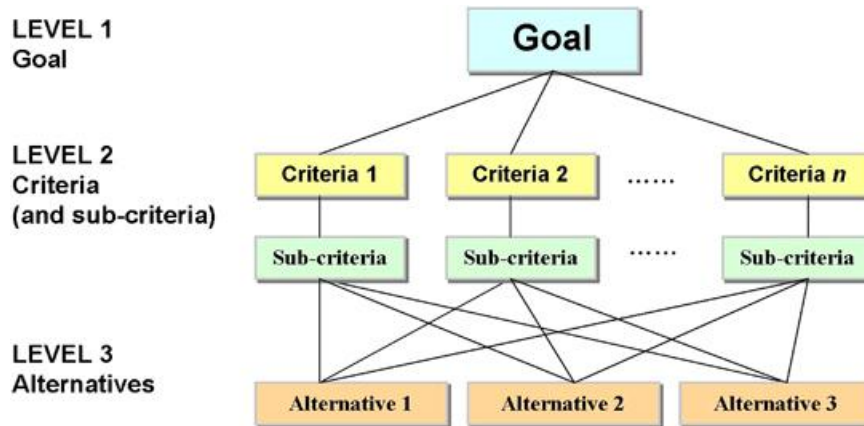 LEVEL 1
Goal
Goal
LEVEL 2
Criteria
(and sub-criteria)
Criteria 1
Criteria 2
......
Criteria n
Sub-criteria
Sub-criteria
......
Sub-criteria
LEVEL 3
Alternatives
Alternative 1
Alternative 2
Alternative 3